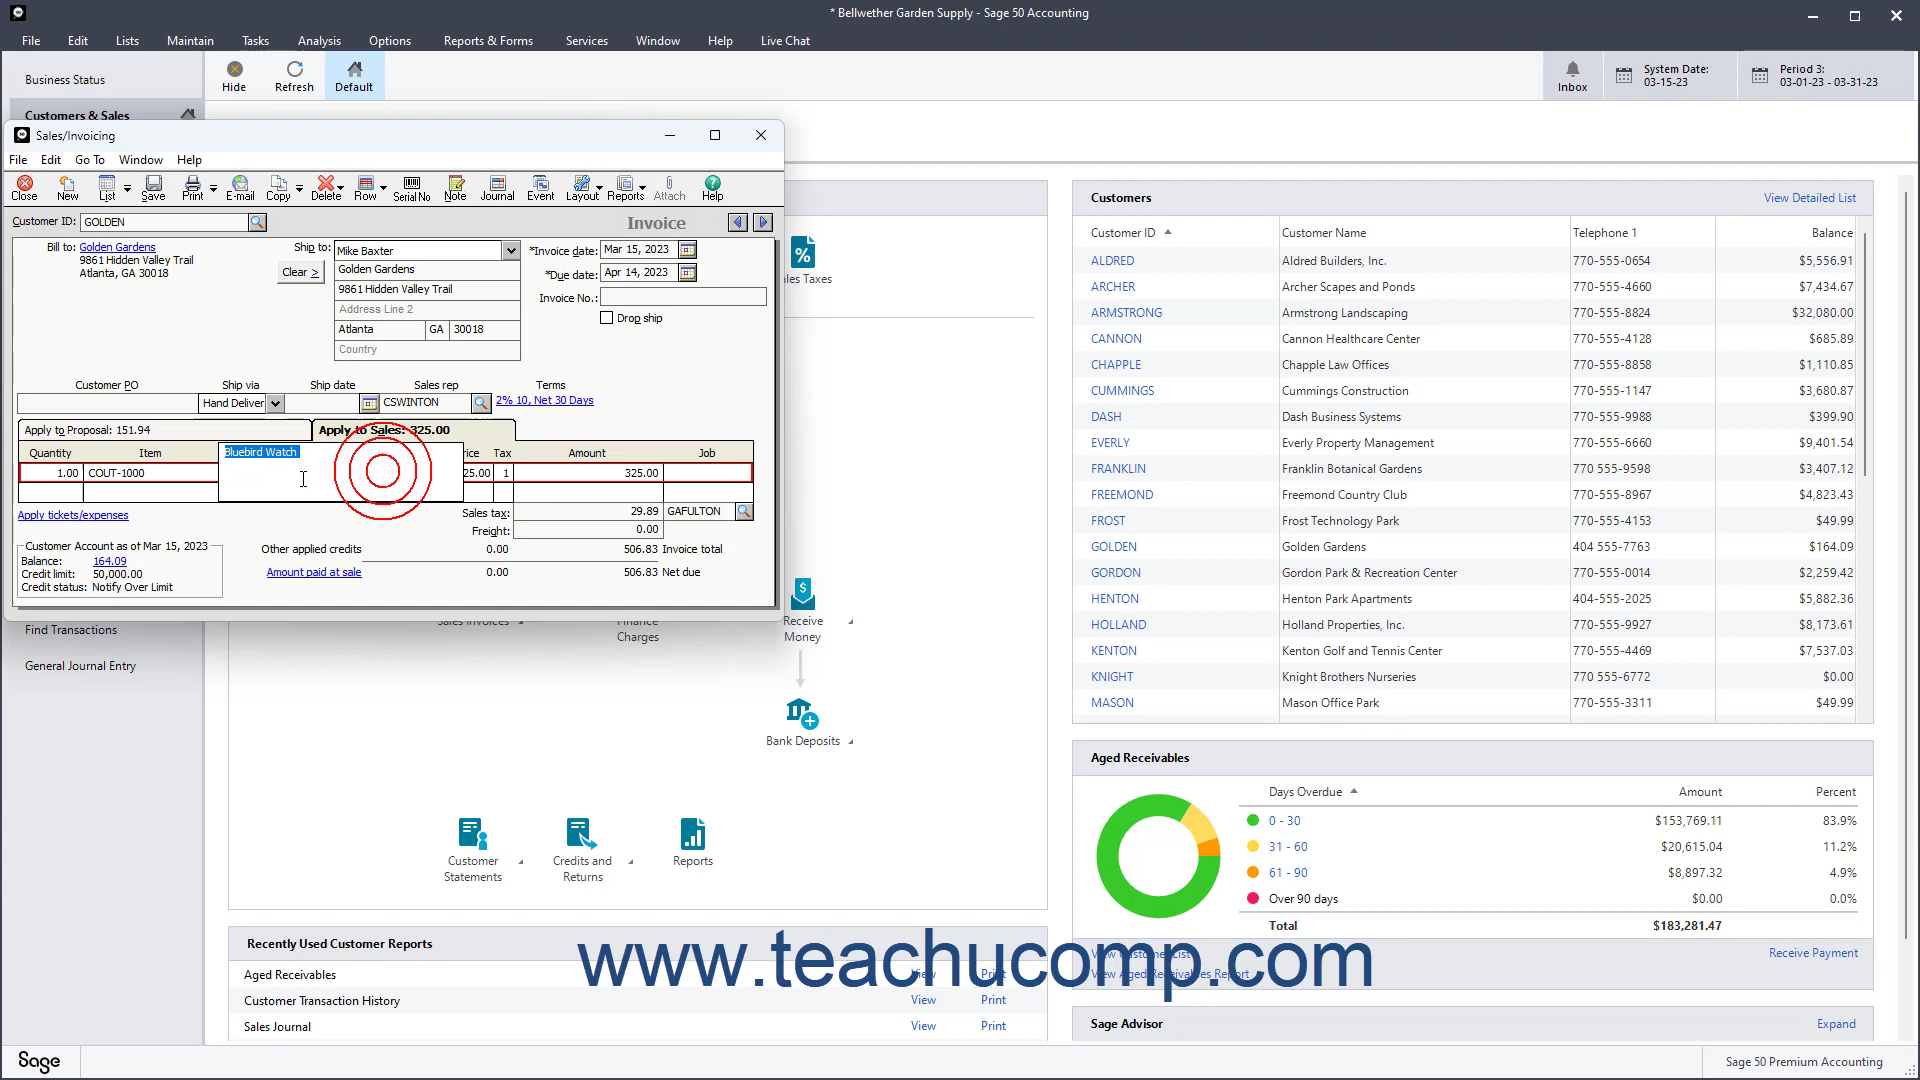 * Bellwether Garden Supply - Sage 50 Accounting
File Edit Lists Maintain Tasks Analysis Options Reports & Forms Services Window Help Live Chat
Business Status
Hide Refresh Default
Inbox
System Date: 03-15-23
Period 3: 03-01-23 - 03-31-23
Customers & Sales
Sales/Invoicing
File Edit Go To Window Help
Close New List Save Print E-mail Copy Delete Row Serial No Note Journal Event Layout Reports Attach Help
Customer ID: GOLDEN
Invoice
Bill to: Golden Gardens
9861 Hidden Valley Trail
Atlanta, GA 30018
Ship to: Mike Baxter
Clear >
Golden Gardens
9861 Hidden Valley Trail
Address Line 2
Atlanta GA 30018
Country
*Invoice date: Mar 15, 2023
*Due date: Apr 14, 2023
Invoice No.:
Drop ship
Customer PO Ship via Ship date Sales rep Terms
Hand Deliver CSWINTON 2% 10, Net 30 Days
Apply to Proposal: 151.94
Apply to Sales: 325.00
Quantity Item Tax Amount Job
Bluebird Watch
1.00 COUT-1000 25.00 1 325.00
Apply tickets/expenses
Sales tax: 29.89 GAFULTON
Freight: 0.00
Customer Account as of Mar 15, 2023
Balance: 164.09
Credit limit: 50,000.00
Credit status: Notify Over Limit
Other applied credits 0.00 506.83 Invoice total
Amount paid at sale 0.00 506.83 Net due
Find Transactions
General Journal Entry
les Taxes
Sales Invoices
Finance Charges
Receive Money
Bank Deposits
Customer Statements
Credits and Returns
Reports
Recently Used Customer Reports
Aged Receivables View Print
Customer Transaction History View Print
Sales Journal View Print
Customers
View Detailed List
Customer ID Customer Name Telephone 1 Balance
ALDRED Aldred Builders, Inc. 770-555-0654 $5,556.91
ARCHER Archer Scapes and Ponds 770-555-4660 $7,434.67
ARMSTRONG Armstrong Landscaping 770-555-8824 $32,080.00
CANNON Cannon Healthcare Center 770-555-4128 $685.89
CHAPPLE Chapple Law Offices 770-555-8858 $1,110.85
CUMMINGS Cummings Construction 770-555-1147 $3,680.87
DASH Dash Business Systems 770-555-9988 $399.90
EVERLY Everly Property Management 770-555-6660 $9,401.54
FRANKLIN Franklin Botanical Gardens 770-555-9558 $3,407.12
FREEMOND Freemond Country Club 770-555-8967 $4,823.43
FROST Frost Technology Park 770-555-4153 $49.99
GOLDEN Golden Gardens 404 555-7763 $164.09
GORDON Gordon Park & Recreation Center 770-555-0014 $2,259.42
HENTON Henton Park Apartments 404-555-2025 $5,882.36
HOLLAND Holland Properties, Inc. 770-555-9927 $8,173.61
KENTON Kenton Golf and Tennis Center 770-555-4469 $7,537.03
KNIGHT Knight Brothers Nurseries 770 555-6772 $0.00
MASON Mason Office Park 770-555-3311 $49.99
Aged Receivables
Days Overdue Amount Percent
0 - 30 $153,769.11 83.9%
31 - 60 $20,615.04 11.2%
61 - 90 $8,897.32 4.9%
Over 90 days $0.00 0.0%
Total $183,281.47
View Customer List
Receive Payment
View Aged Receivables Report
www.teachucomp.com
Sage Advisor
Expand
Sage
Sage 50 Premium Accounting